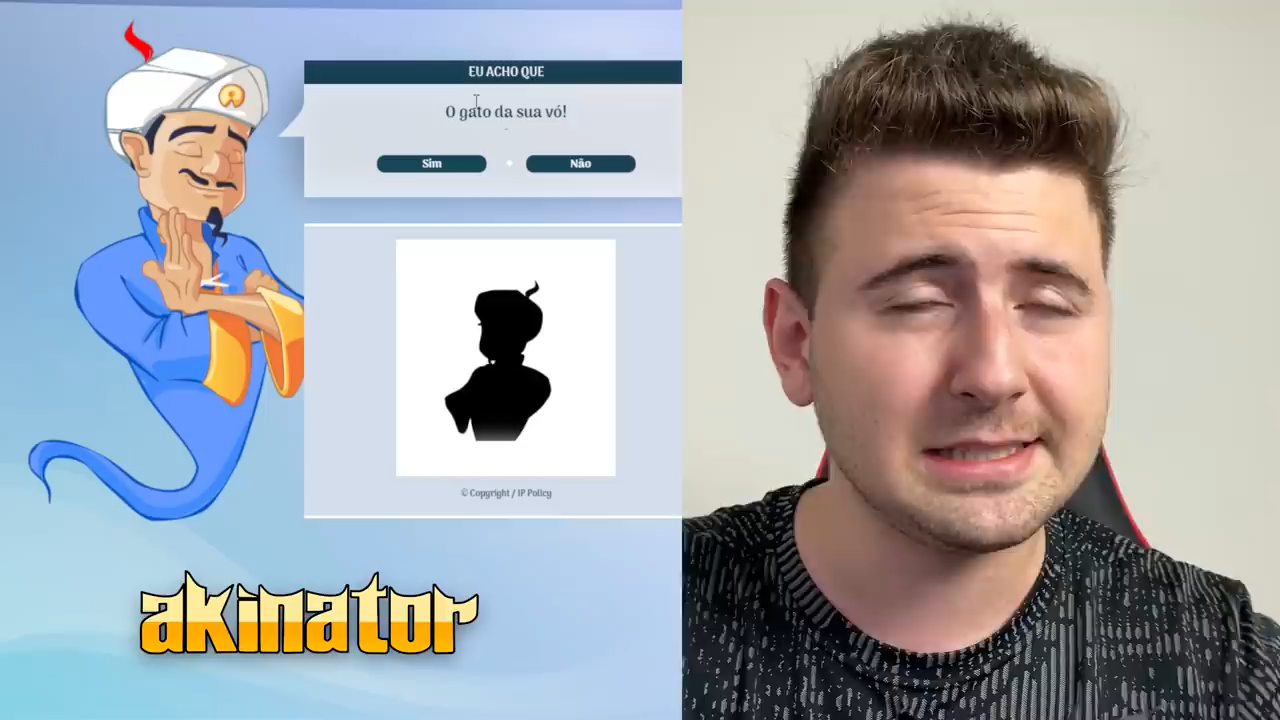 EU ACHO QUE
O gato da sua vó!
Sim
Não
© Copyright / IP Policy
akinator